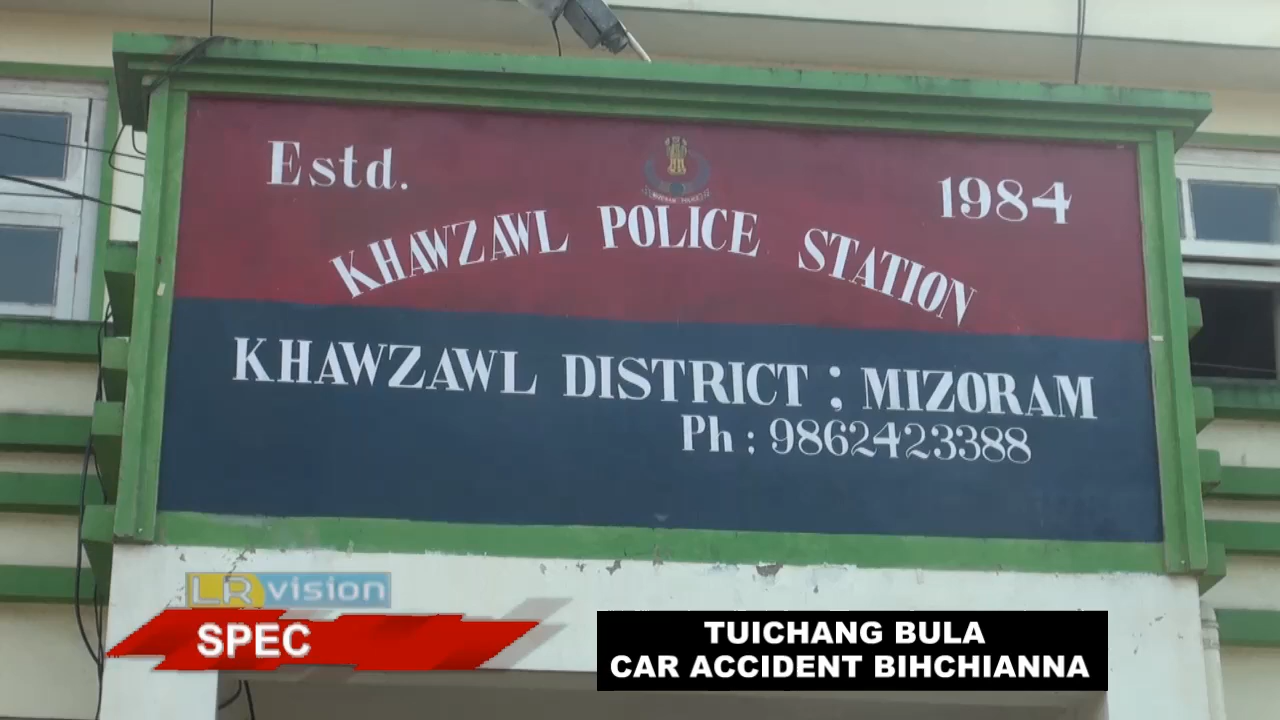 Estd. 1984
KHAWZAWL POLICE STATION
KHAWZAWL DISTRICT ; MIZORAM
Ph : 9862423388
LR vision
SPEC
TUICHANG BULA
CAR ACCIDENT BIHCHIANNA